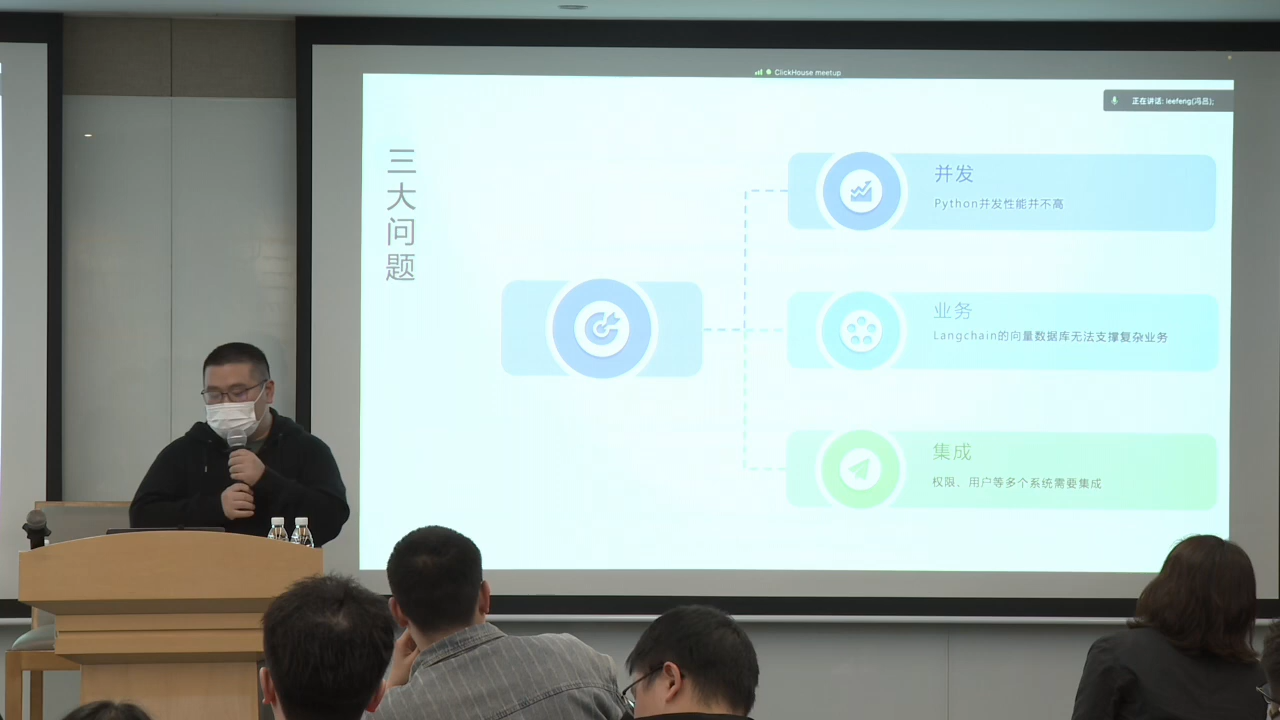 ClickHouse meetup
正在讲话: leefeng(冯吕);
三大问题
并发
Python并发性能并不高
业务
Langchain的向量数据库无法支撑复杂业务
集成
权限、用户等多个系统需要集成